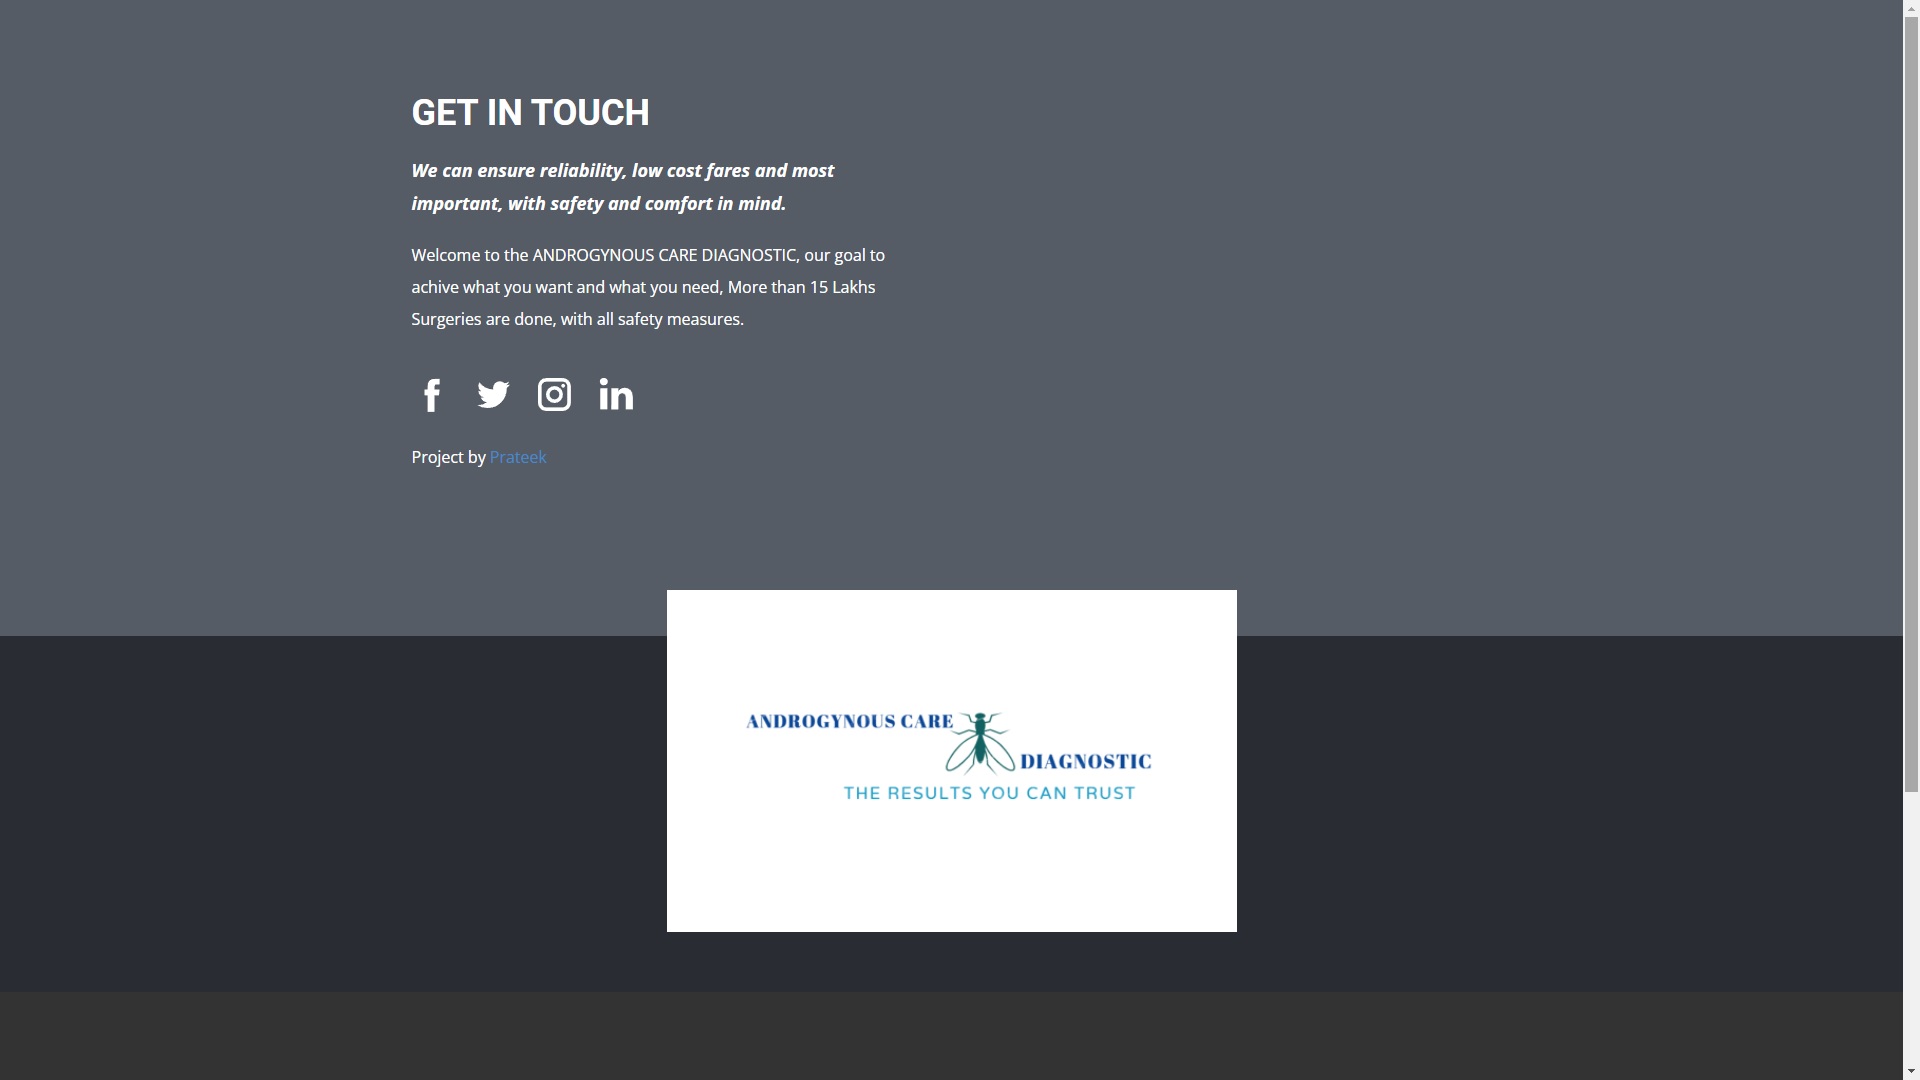 GET IN TOUCH
We can ensure reliability, low cost fares and most
important, with safety and comfort in mind.
Welcome to the ANDROGYNOUS CARE DIAGNOSTIC, our goal to
achive what you want and what you need, More than 15 Lakhs
Surgeries are done, with all safety measures.
Project by Prateek
ANDROGYNOUS CARE
DIAGNOSTIC
THE RESULTS YOU CAN TRUST